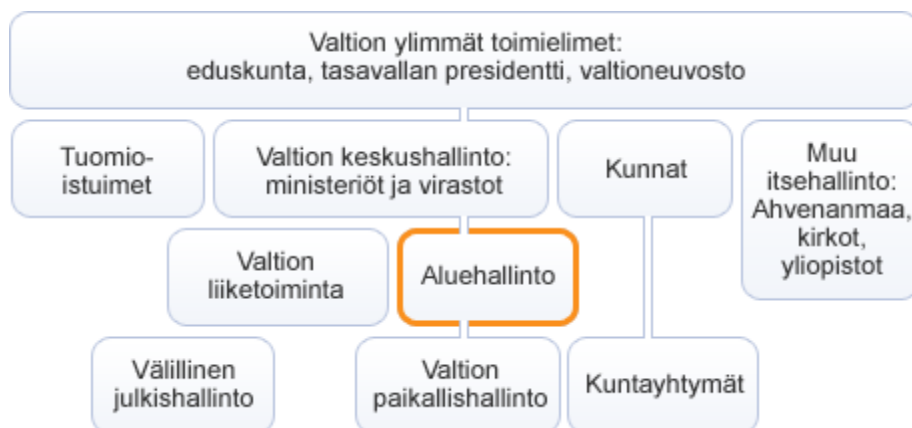 Valtion ylimmät toimielimet:
eduskunta, tasavallan presidentti, valtioneuvosto
Tuomio-
istuimet
Valtion keskushallinto:
ministeriöt ja virastot
Kunnat
Muu
itsehallinto:
Ahvenanmaa,
kirkot,
yliopistot
Valtion
liiketoiminta
Aluehallinto
Välillinen
julkishallinto
Valtion
paikallishallinto
Kuntayhtymät